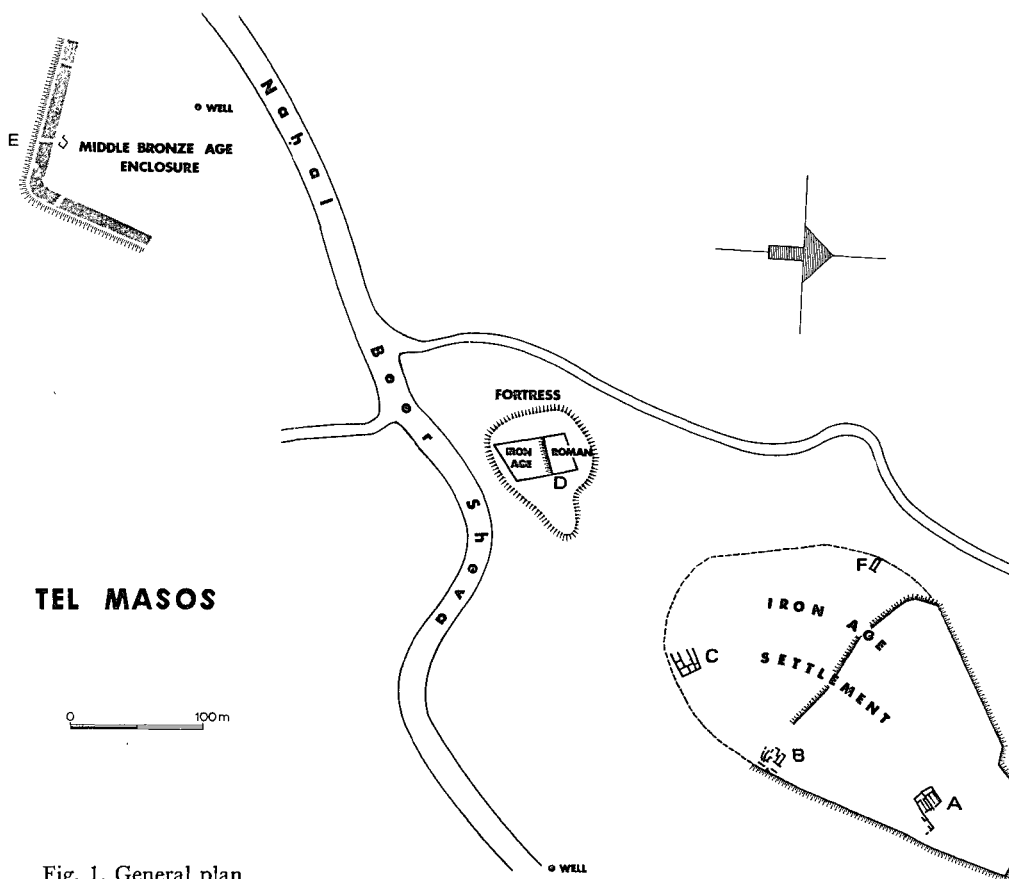 Naḥal
WELL
E
MIDDLE BRONZE AGE
ENCLOSURE
Beer
FORTRESS
IRON
AGE
ROMAN
D
Sheva
TEL MASOS
F
IRON AGE
C
SETTLEMENT
0 100m
B
A
WELL
Fig. 1. General plan